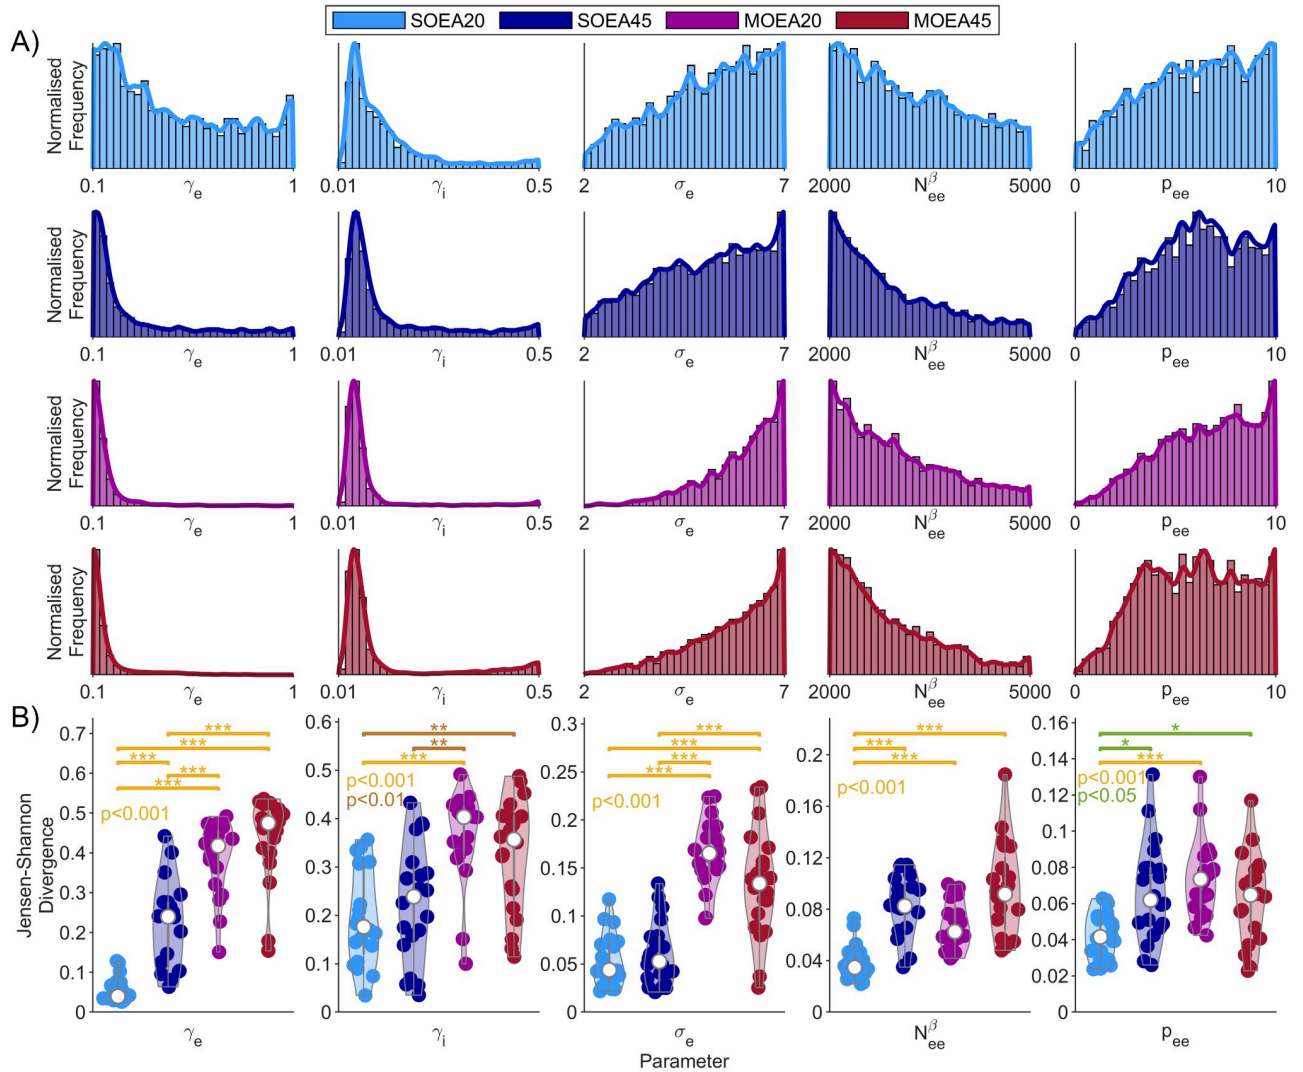 SOEA20 SOEA45 MOEA20 MOEA45
A)
Normalised
Frequency
0.1 γe 1 0.01 γi 0.5 2 σe 7 2000 N^β_ee 5000 0 pee 10
Normalised
Frequency
0.1 γe 1 0.01 γi 0.5 2 σe 7 2000 N^β_ee 5000 0 pee 10
Normalised
Frequency
0.1 γe 1 0.01 γi 0.5 2 σe 7 2000 N^β_ee 5000 0 pee 10
Normalised
Frequency
0.1 γe 1 0.01 γi 0.5 2 σe 7 2000 N^β_ee 5000 0 pee 10
B)
Jensen-Shannon
Divergence
0.7
0.6
0.5
0.4
0.3
0.2
0.1
0
***
***
***
***
***
p<0.001
γe
0.6
0.5
0.4
0.3
0.2
0.1
0
**
**
***
p<0.001
p<0.01
γi
0.3
0.25
0.2
0.15
0.1
0.05
0
***
***
***
***
p<0.001
σe
0.2
0.16
0.12
0.08
0.04
0
***
***
***
p<0.001
N^β_ee
0.16
0.14
0.12
0.1
0.08
0.06
0.04
0.02
0
*
*
***
p<0.001
p<0.05
pee
Parameter